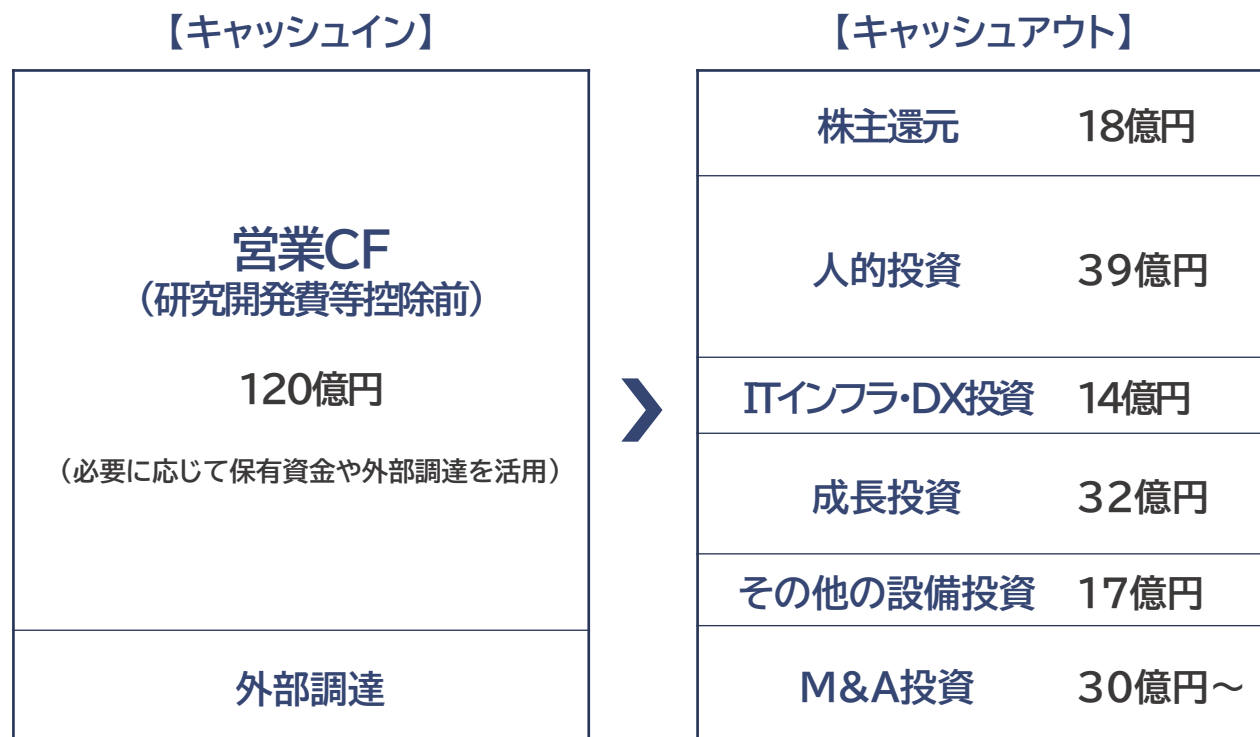 【キャッシュイン】
営業CF
（研究開発費等控除前）
120億円
（必要に応じて保有資金や外部調達を活用）
外部調達
【キャッシュアウト】
株主還元 18億円
人的投資 39億円
ITインフラ・DX投資 14億円
成長投資 32億円
その他の設備投資 17億円
M&A投資 30億円～